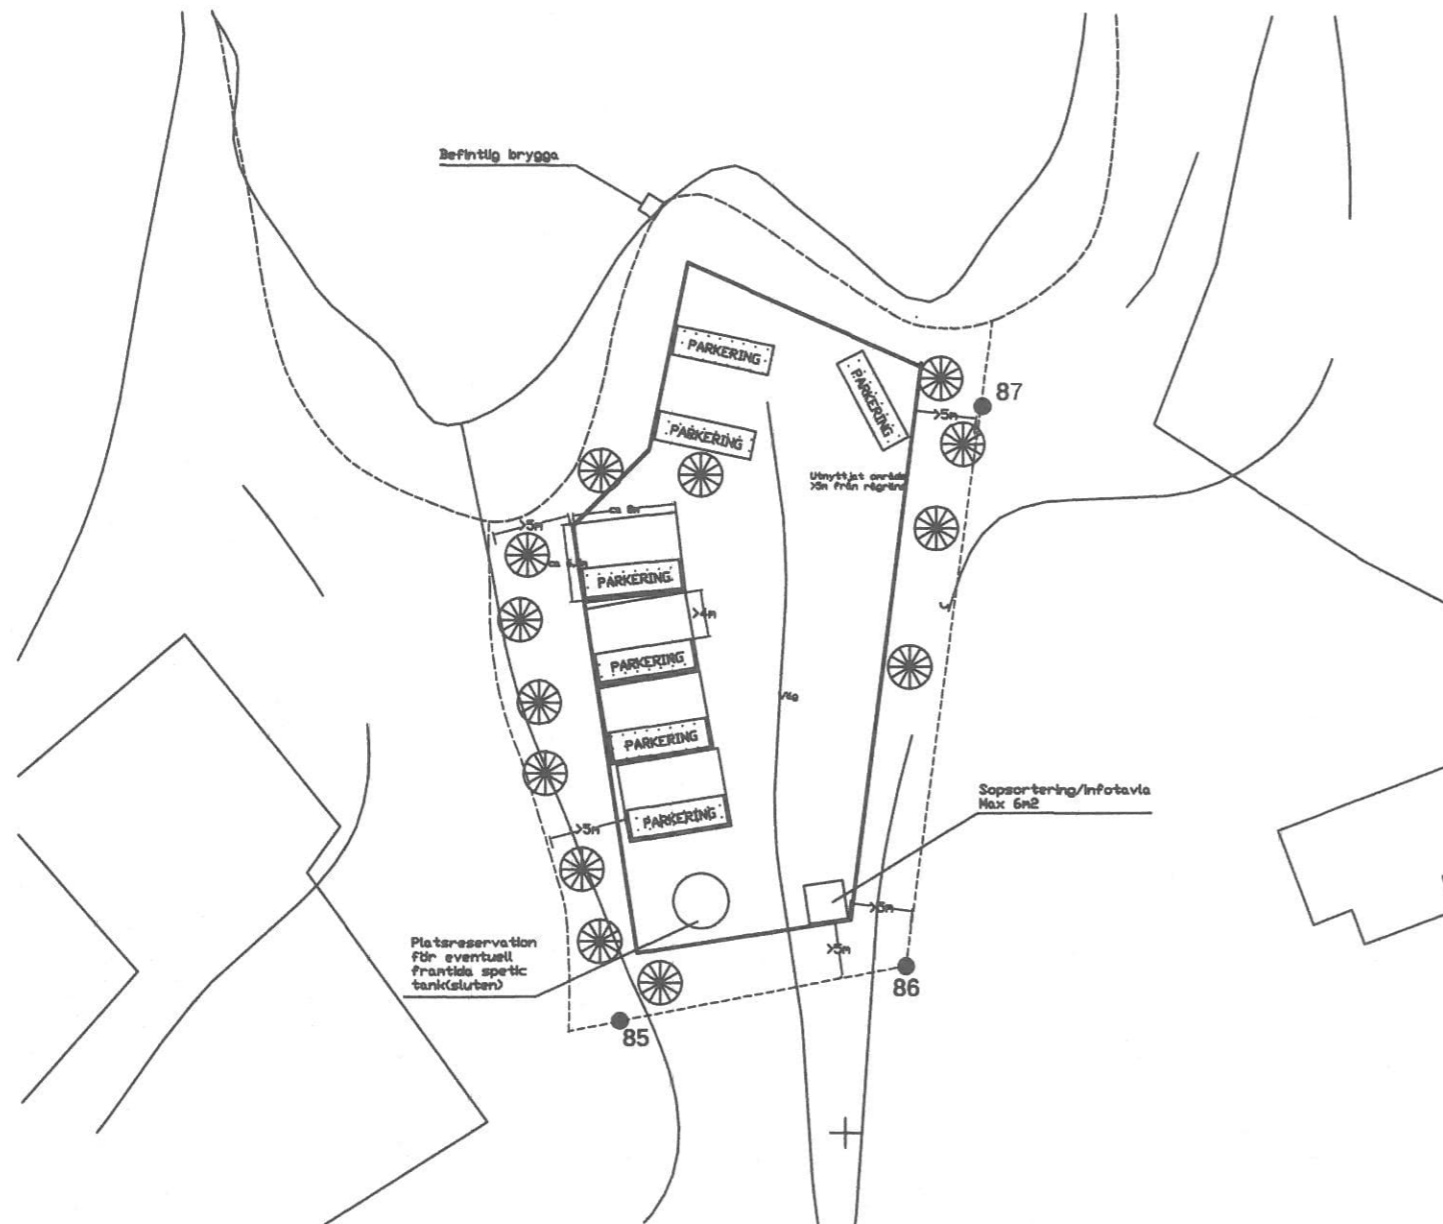 Befintlig brygga
PARKERING
PARKERING
87
>5m
PARKERING
Utnyttjat område
>5m från rågräns
ca 8m
>5m
PARKERING
>4m
PARKERING
PARKERING
Sopsortering/infotavla
Max 6m2
PARKERING
>5m
>5m
>5m
Platsreservation
för eventuell
framtida spetic
tank(sluten)
86
85